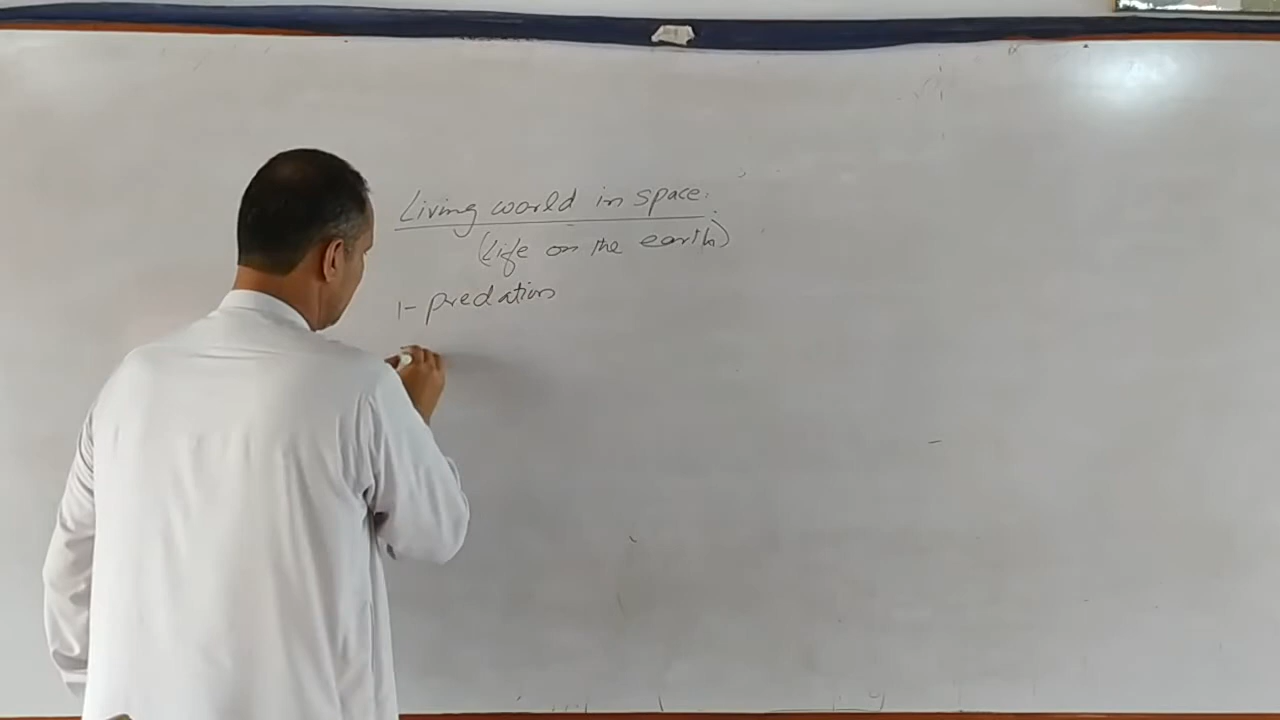 Living world in space.
(Life on the earth)
1- predation